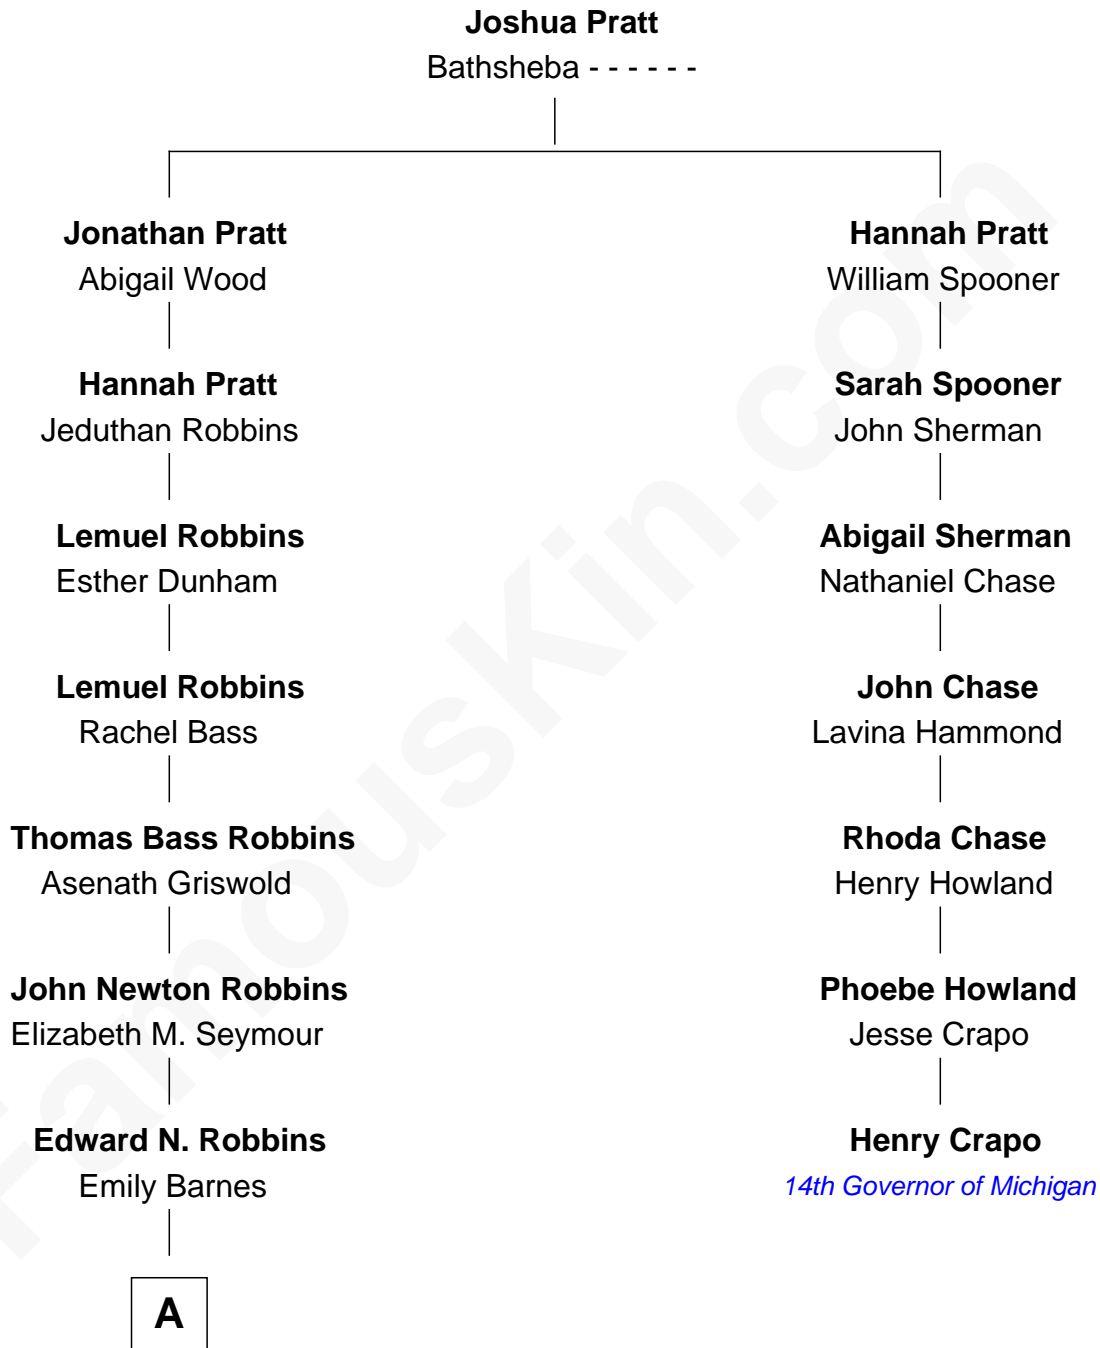 Joshua Pratt
Bathsheba - - - - - -
Jonathan Pratt
Abigail Wood
Hannah Pratt
William Spooner
Hannah Pratt
Jeduthan Robbins
Sarah Spooner
John Sherman
Lemuel Robbins
Esther Dunham
Abigail Sherman
Nathaniel Chase
Lemuel Robbins
Rachel Bass
John Chase
Lavina Hammond
Thomas Bass Robbins
Asenath Griswold
Rhoda Chase
Henry Howland
John Newton Robbins
Elizabeth M. Seymour
Phoebe Howland
Jesse Crapo
Edward N. Robbins
Emily Barnes
Henry Crapo
14th Governor of Michigan
A
FamousKin.com